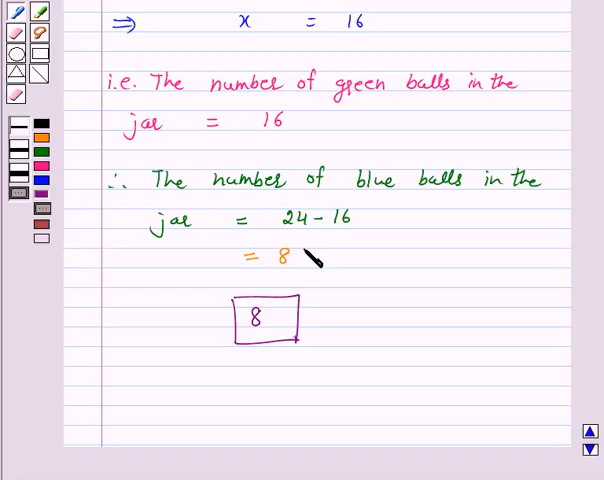 ⇒ x = 16
i.e. The number of green balls in the
jar = 16
∴ The number of blue balls in the
jar = 24 - 16
= 8
8